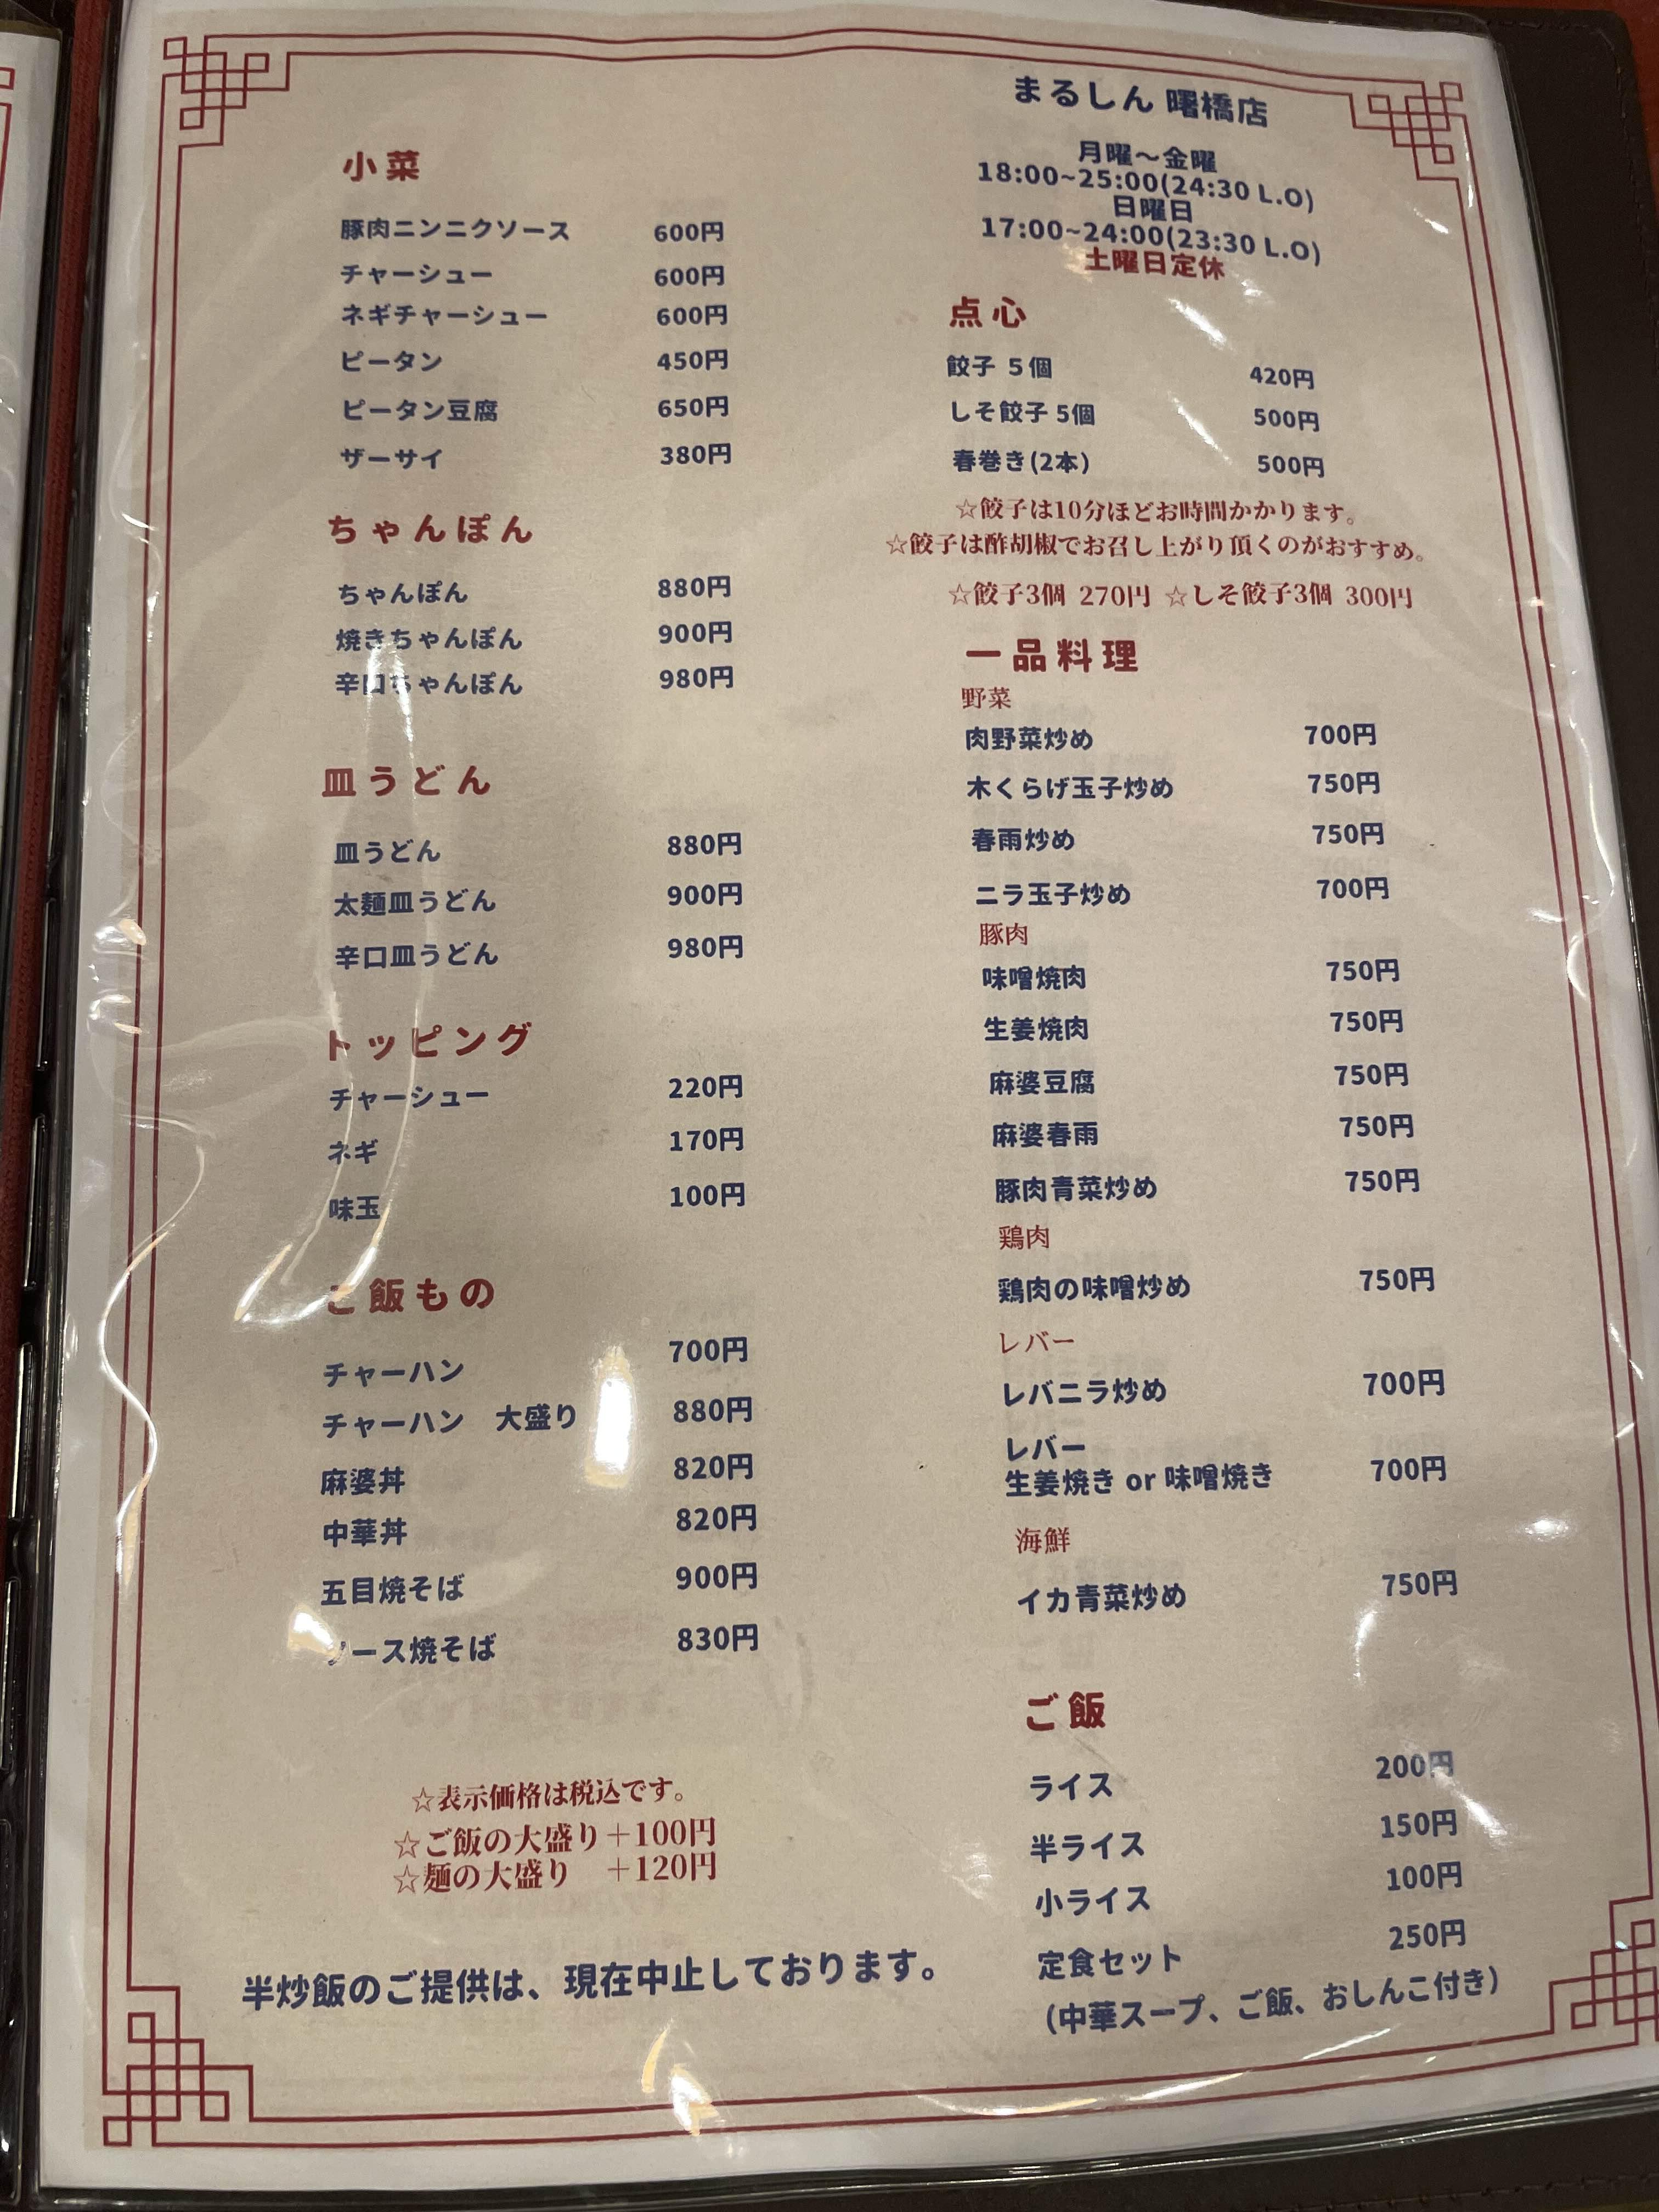 まるしん 曙橋店
月曜～金曜
18:00~25:00(24:30 L.O)
日曜日
17:00~24:00(23:30 L.O)
土曜日定休
小菜
豚肉ニンニクソース 600円
チャーシュー 600円
ネギチャーシュー 600円
ピータン 450円
ピータン豆腐 650円
ザーサイ 380円
ちゃんぽん
ちゃんぽん 880円
焼きちゃんぽん 900円
辛口ちゃんぽん 980円
皿うどん
皿うどん 880円
太麺皿うどん 900円
辛口皿うどん 980円
トッピング
チャーシュー 220円
ネギ 170円
味玉 100円
ご飯もの
チャーハン 700円
チャーハン 大盛り 880円
麻婆丼 820円
中華丼 820円
五目焼そば 900円
ソース焼そば 830円
☆表示価格は税込です。
☆ご飯の大盛り＋100円
☆麺の大盛り ＋120円
半炒飯のご提供は、現在中止しております。
点心
餃子 5個 420円
しそ餃子 5個 500円
春巻き(2本) 500円
☆餃子は10分ほどお時間かかります。
☆餃子は酢胡椒でお召し上がり頂くのがおすすめ。
☆餃子3個 270円 ☆しそ餃子3個 300円
一品料理
野菜
肉野菜炒め 700円
木くらげ玉子炒め 750円
春雨炒め 750円
ニラ玉子炒め 700円
豚肉
味噌焼肉 750円
生姜焼肉 750円
麻婆豆腐 750円
麻婆春雨 750円
豚肉青菜炒め 750円
鶏肉
鶏肉の味噌炒め 750円
レバー
レバニラ炒め 700円
レバー
生姜焼き or 味噌焼き 700円
海鮮
イカ青菜炒め 750円
ご飯
ライス 200円
半ライス 150円
小ライス 100円
定食セット 250円
(中華スープ、ご飯、おしんこ付き)